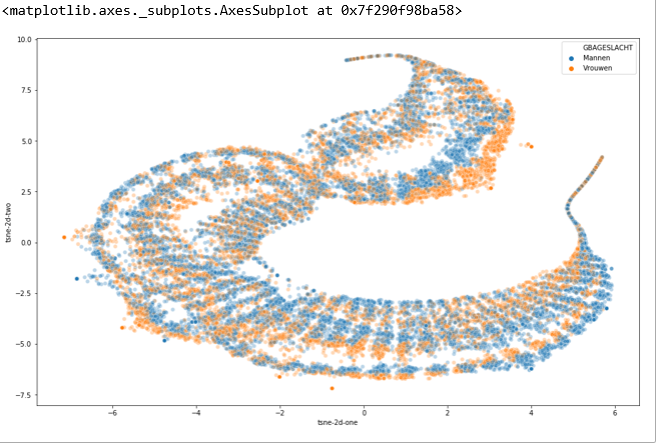 <matplotlib.axes._subplots.AxesSubplot at 0x7f290f98ba58>
10.0
7.5
5.0
2.5
0.0
−2.5
−5.0
−7.5
tsne-2d-two
GBAGESLACHT
Mannen
Vrouwen
−6 −4 −2 0 2 4 6
tsne-2d-one